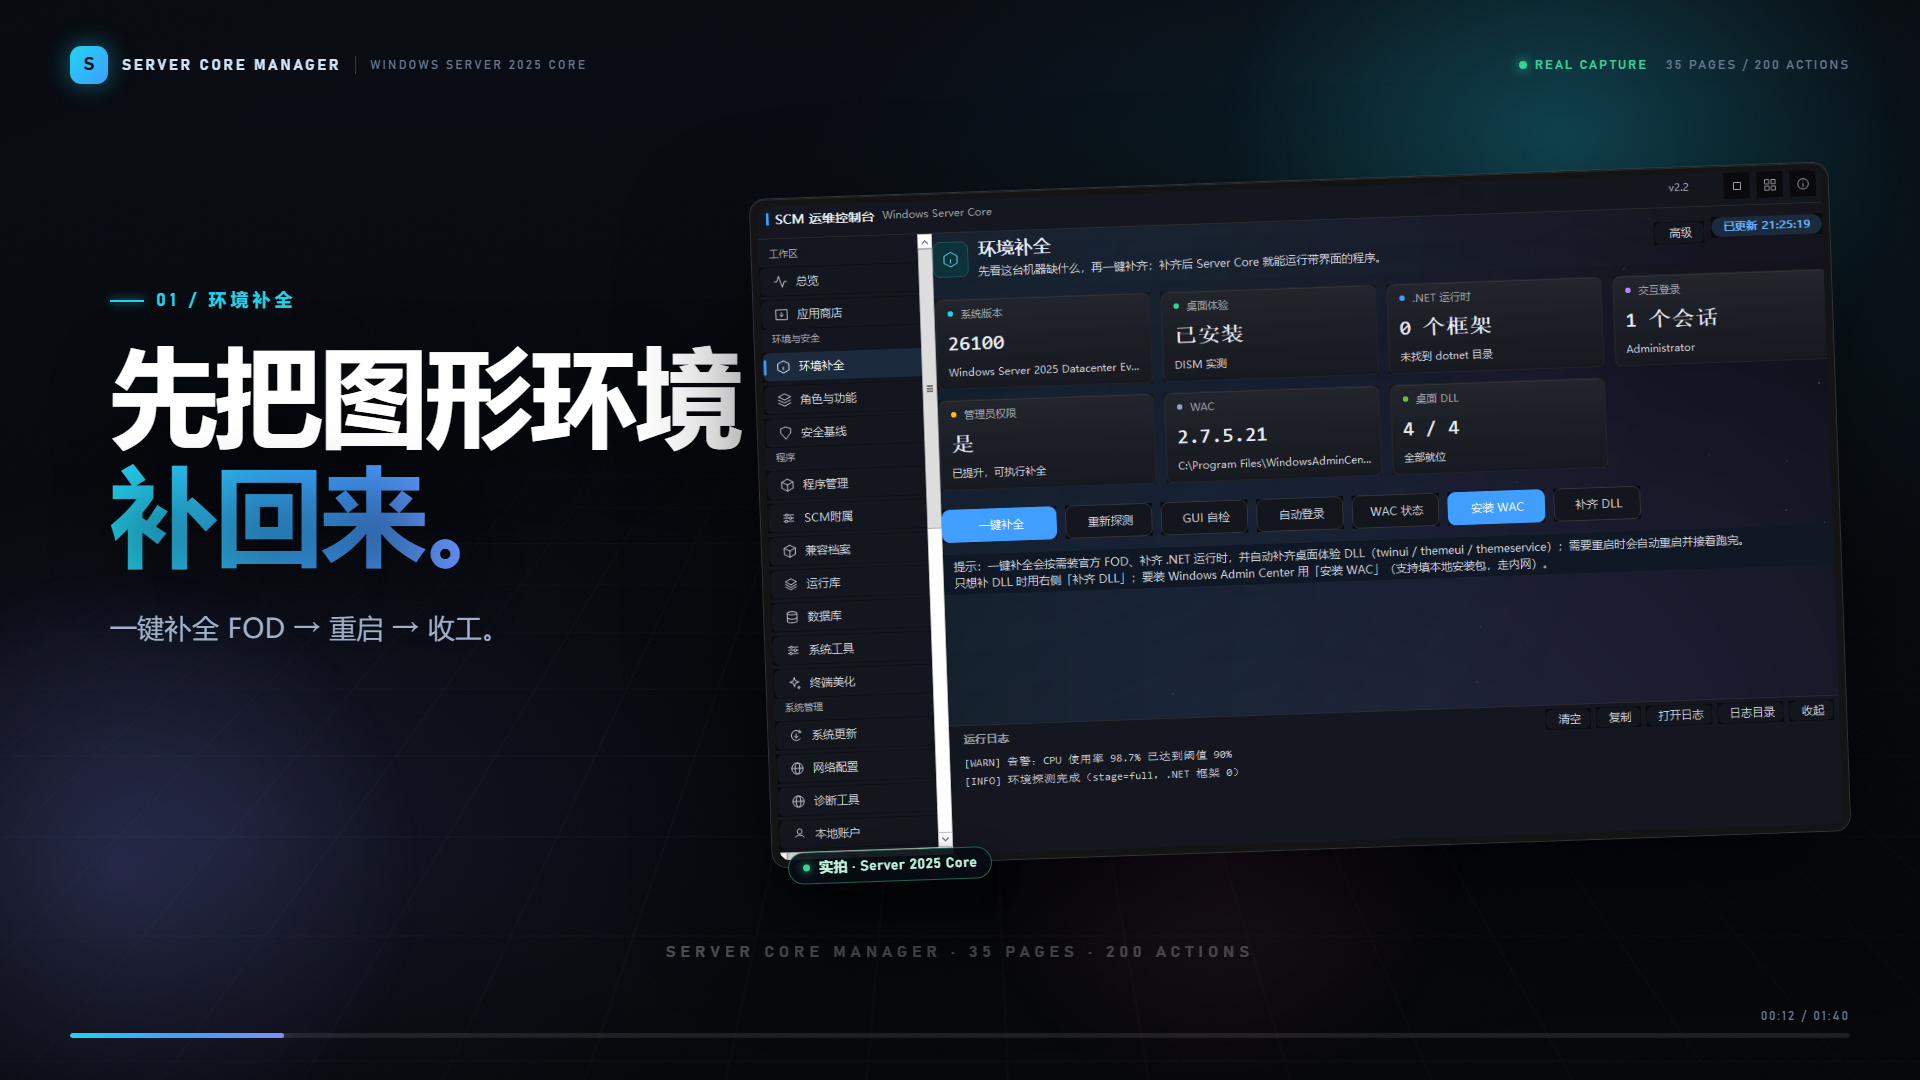 S
SERVER CORE MANAGER
WINDOWS SERVER 2025 CORE
REAL CAPTURE
35 PAGES / 200 ACTIONS
01 / 环境补全
先把图形环境
补回来。
一键补全 FOD → 重启 → 收工。
SCM 运维控制台 Windows Server Core
v2.2
工作区
总览
应用商店
环境与安全
环境补全
角色与功能
安全基线
程序
程序管理
SCM附属
兼容档案
运行库
数据库
系统工具
终端美化
系统管理
系统更新
网络配置
诊断工具
本地账户
环境补全
先看这台机器缺什么，再一键补齐；补齐后 Server Core 就能运行带界面的程序。
高级
已更新 21:25:19
系统版本
26100
Windows Server 2025 Datacenter Ev...
桌面体验
已安装
DISM 实测
.NET 运行时
0 个框架
未找到 dotnet 目录
交互登录
1 个会话
Administrator
管理员权限
是
已提升，可执行补全
WAC
2.7.5.21
C:\Program Files\WindowsAdminCen...
桌面 DLL
4 / 4
全部就位
一键补全
重新探测
GUI 自检
自动登录
WAC 状态
安装 WAC
补齐 DLL
提示：一键补全会按需装官方 FOD、补齐 .NET 运行时，并自动补齐桌面体验 DLL（twinui / themeui / themeservice）；需要重启时会自动重启并接着跑完。
只想补 DLL 时用右侧「补齐 DLL」；要装 Windows Admin Center 用「安装 WAC」（支持填本地安装包，走内网）。
运行日志
清空
复制
打开日志
日志目录
收起
[WARN] 告警: CPU 使用率 98.7% 已达到阈值 90%
[INFO] 环境探测完成（stage=full，.NET 框架 0）
实拍 · Server 2025 Core
SERVER CORE MANAGER · 35 PAGES · 200 ACTIONS
00:12 / 01:40